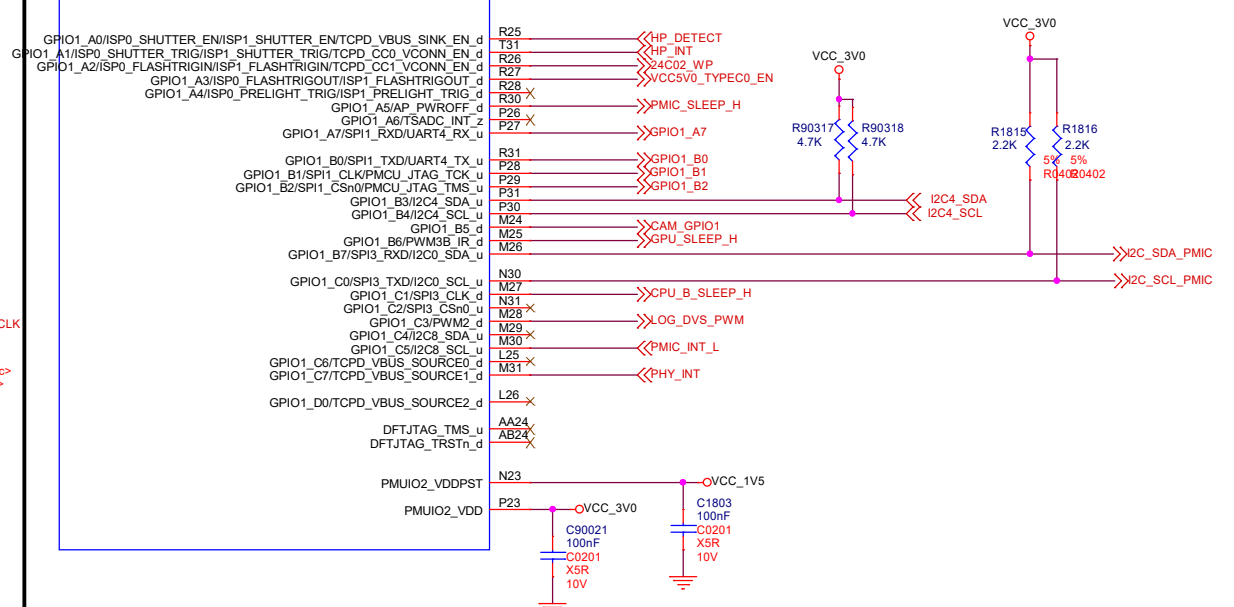 VCC_3V0
VCC_3V0
GPIO1_A0/ISP0_SHUTTER_EN/ISP1_SHUTTER_EN/TCPD_VBUS_SINK_EN_d R25 HP_DETECT
GPIO1_A1/ISP0_SHUTTER_TRIG/ISP1_SHUTTER_TRIG/TCPD_CC0_VCONN_EN_d T31 HP_INT
GPIO1_A2/ISP0_FLASHTRIGIN/ISP1_FLASHTRIGIN/TCPD_CC1_VCONN_EN_d R26 24C02_WP
GPIO1_A3/ISP0_FLASHTRIGOUT/ISP1_FLASHTRIGOUT_d R27 VCC5V0_TYPEC0_EN
GPIO1_A4/ISP0_PRELIGHT_TRIG/ISP1_PRELIGHT_TRIG_d R28
GPIO1_A5/AP_PWROFF_d R30 PMIC_SLEEP_H
GPIO1_A6/TSADC_INT_z P26
GPIO1_A7/SPI1_RXD/UART4_RX_u P27 GPIO1_A7
R90317 R90318 R1815 R1816
4.7K 4.7K 2.2K 2.2K
5% 5%
R0402 R0402
GPIO1_B0/SPI1_TXD/UART4_TX_u R31 GPIO1_B0
GPIO1_B1/SPI1_CLK/PMCU_JTAG_TCK_u P28 GPIO1_B1
GPIO1_B2/SPI1_CSn0/PMCU_JTAG_TMS_u P29 GPIO1_B2
GPIO1_B3/I2C4_SDA_u P31 I2C4_SDA
GPIO1_B4/I2C4_SCL_u P30 I2C4_SCL
GPIO1_B5_d M24 CAM_GPIO1
GPIO1_B6/PWM3B_IR_d M25 GPU_SLEEP_H
GPIO1_B7/SPI3_RXD/I2C0_SDA_u M26 I2C_SDA_PMIC
GPIO1_C0/SPI3_TXD/I2C0_SCL_u N30 I2C_SCL_PMIC
GPIO1_C1/SPI3_CLK_d M27 CPU_B_SLEEP_H
GPIO1_C2/SPI3_CSn0_u N31
GPIO1_C3/PWM2_d M28 LOG_DVS_PWM
CLK
GPIO1_C4/I2C8_SDA_u M29
GPIO1_C5/I2C8_SCL_u M30 PMIC_INT_L
GPIO1_C6/TCPD_VBUS_SOURCE0_d L25
GPIO1_C7/TCPD_VBUS_SOURCE1_d M31 PHY_INT
c>
>
GPIO1_D0/TCPD_VBUS_SOURCE2_d L26
DFTJTAG_TMS_u AA24
DFTJTAG_TRSTn_d AB24
PMUIO2_VDDPST N23 VCC_1V5
PMUIO2_VDD P23 VCC_3V0
C1803
100nF
C0201
X5R
10V
C90021
100nF
C0201
X5R
10V